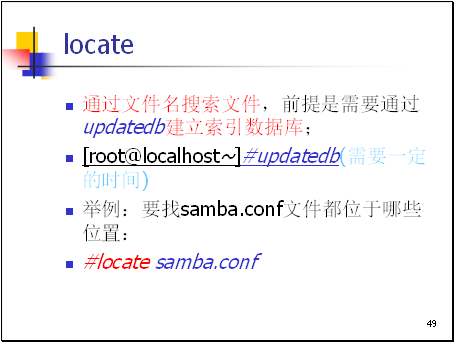 locate
通过文件名搜索文件，前提是需要通过
updatedb建立索引数据库；
[root@localhost~]#updatedb(需要一定
的时间)
举例：要找samba.conf文件都位于哪些
位置：
#locate samba.conf
49